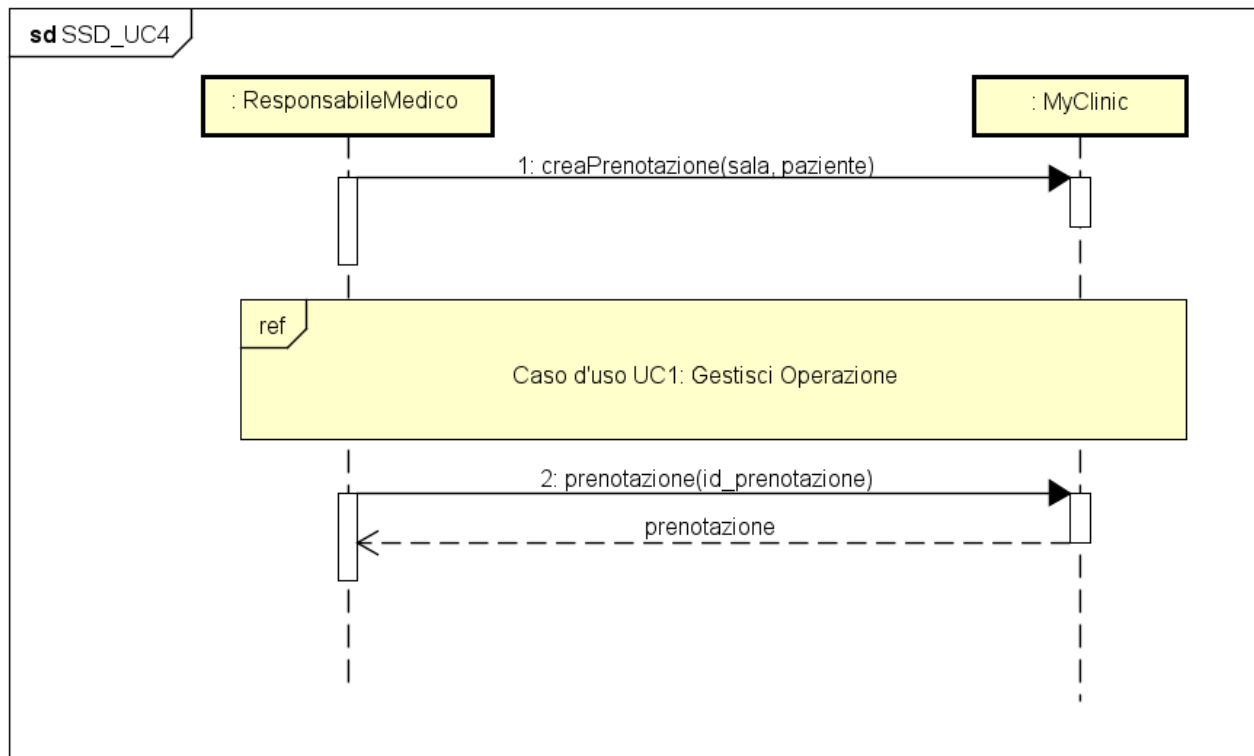 sd SSD_UC4
: ResponsabileMedico
: MyClinic
1: creaPrenotazione(sala, paziente)
ref
Caso d'uso UC1: Gestisci Operazione
2: prenotazione(id_prenotazione)
prenotazione